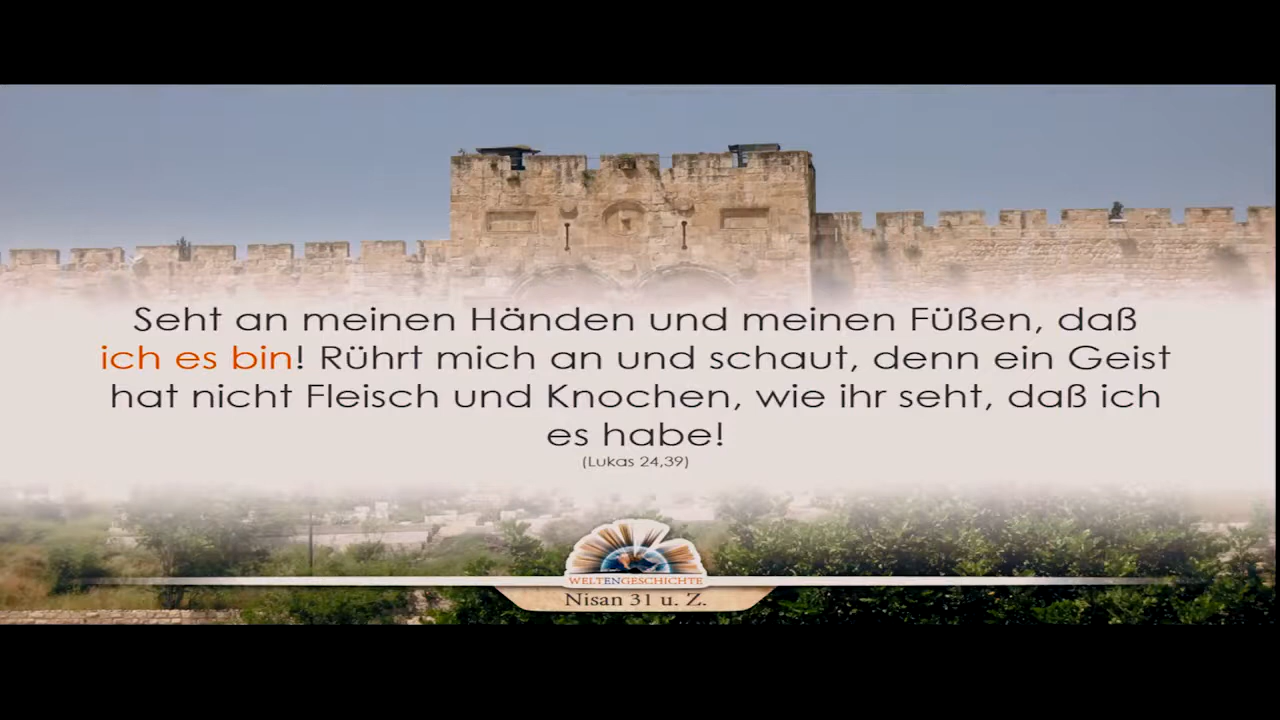 Seht an meinen Händen und meinen Füßen, daß
ich es bin! Rührt mich an und schaut, denn ein Geist
hat nicht Fleisch und Knochen, wie ihr seht, daß ich
es habe!
(Lukas 24,39)
WELTENGESCHICHTE
Nisan 31 u. Z.